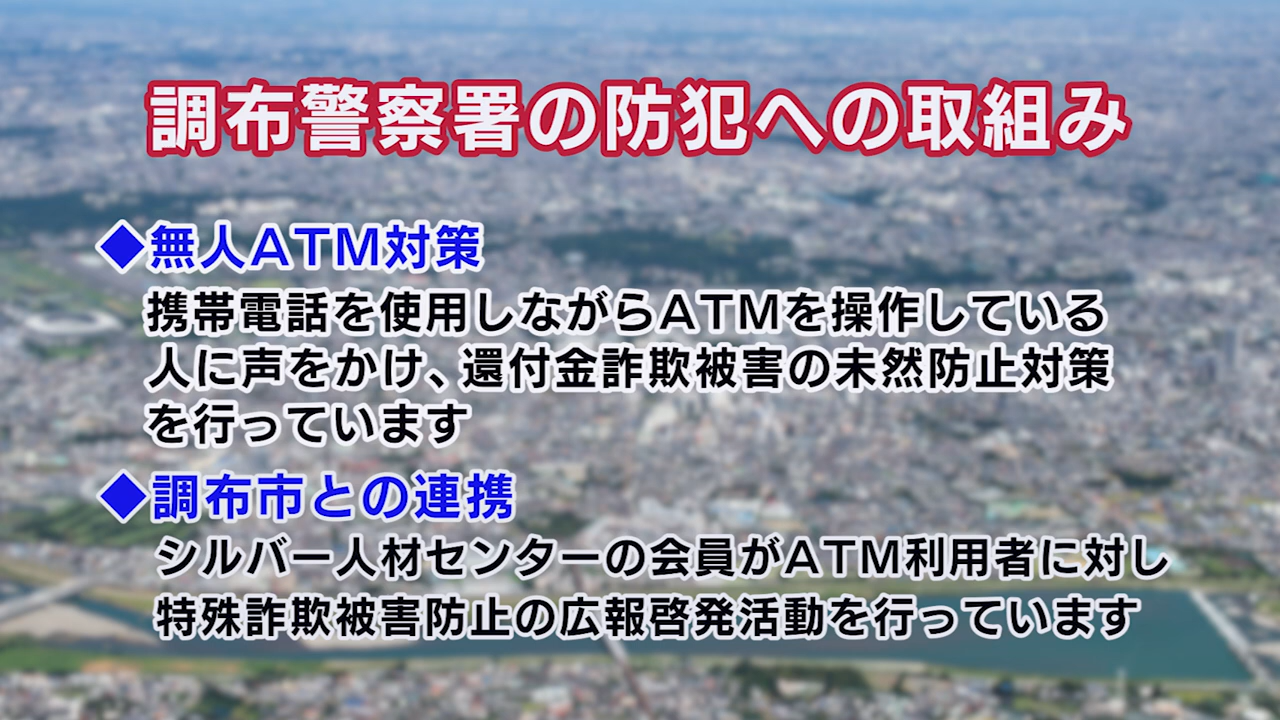 調布警察署の防犯への取組み
◆無人ATM対策
携帯電話を使用しながらATMを操作している
人に声をかけ、還付金詐欺被害の未然防止対策
を行っています
◆調布市との連携
シルバー人材センターの会員がATM利用者に対し
特殊詐欺被害防止の広報啓発活動を行っています